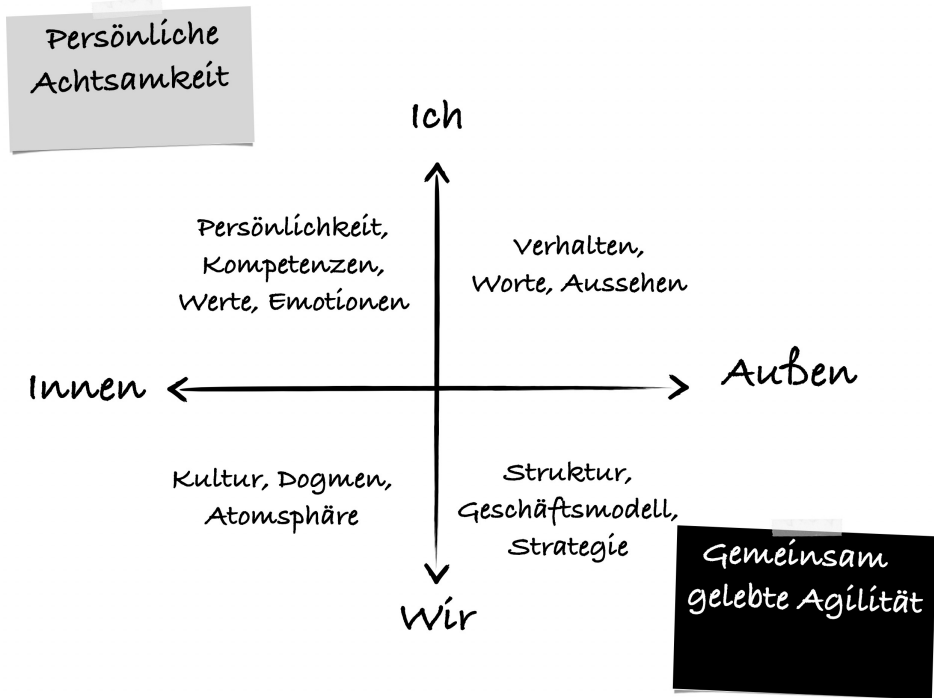 Persönliche
Achtsamkeit
Ich
Persönlichkeit,
Kompetenzen,
Werte, Emotionen
Verhalten,
Worte, Aussehen
Innen
Außen
Kultur, Dogmen,
Atomsphäre
Struktur,
Geschäftsmodell,
Strategie
Wir
Gemeinsam
gelebte Agilität